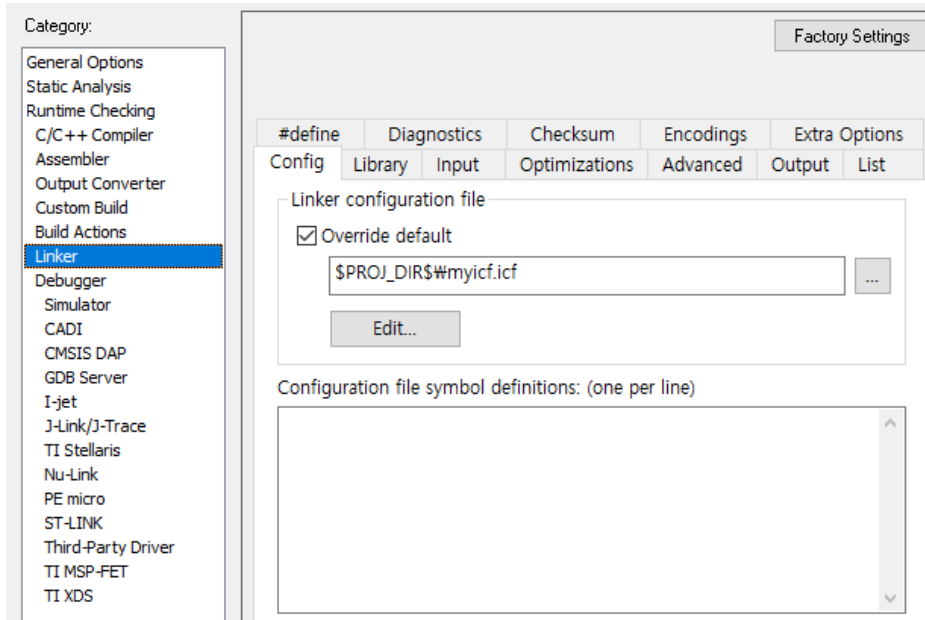 Category:
General Options
Static Analysis
Runtime Checking
C/C++ Compiler
Assembler
Output Converter
Custom Build
Build Actions
Linker
Debugger
Simulator
CADI
CMSIS DAP
GDB Server
I-jet
J-Link/J-Trace
TI Stellaris
Nu-Link
PE micro
ST-LINK
Third-Party Driver
TI MSP-FET
TI XDS
Factory Settings
#define Diagnostics Checksum Encodings Extra Options
Config Library Input Optimizations Advanced Output List
Linker configuration file
Override default
$PROJ_DIR$₩myicf.icf
...
Edit...
Configuration file symbol definitions: (one per line)